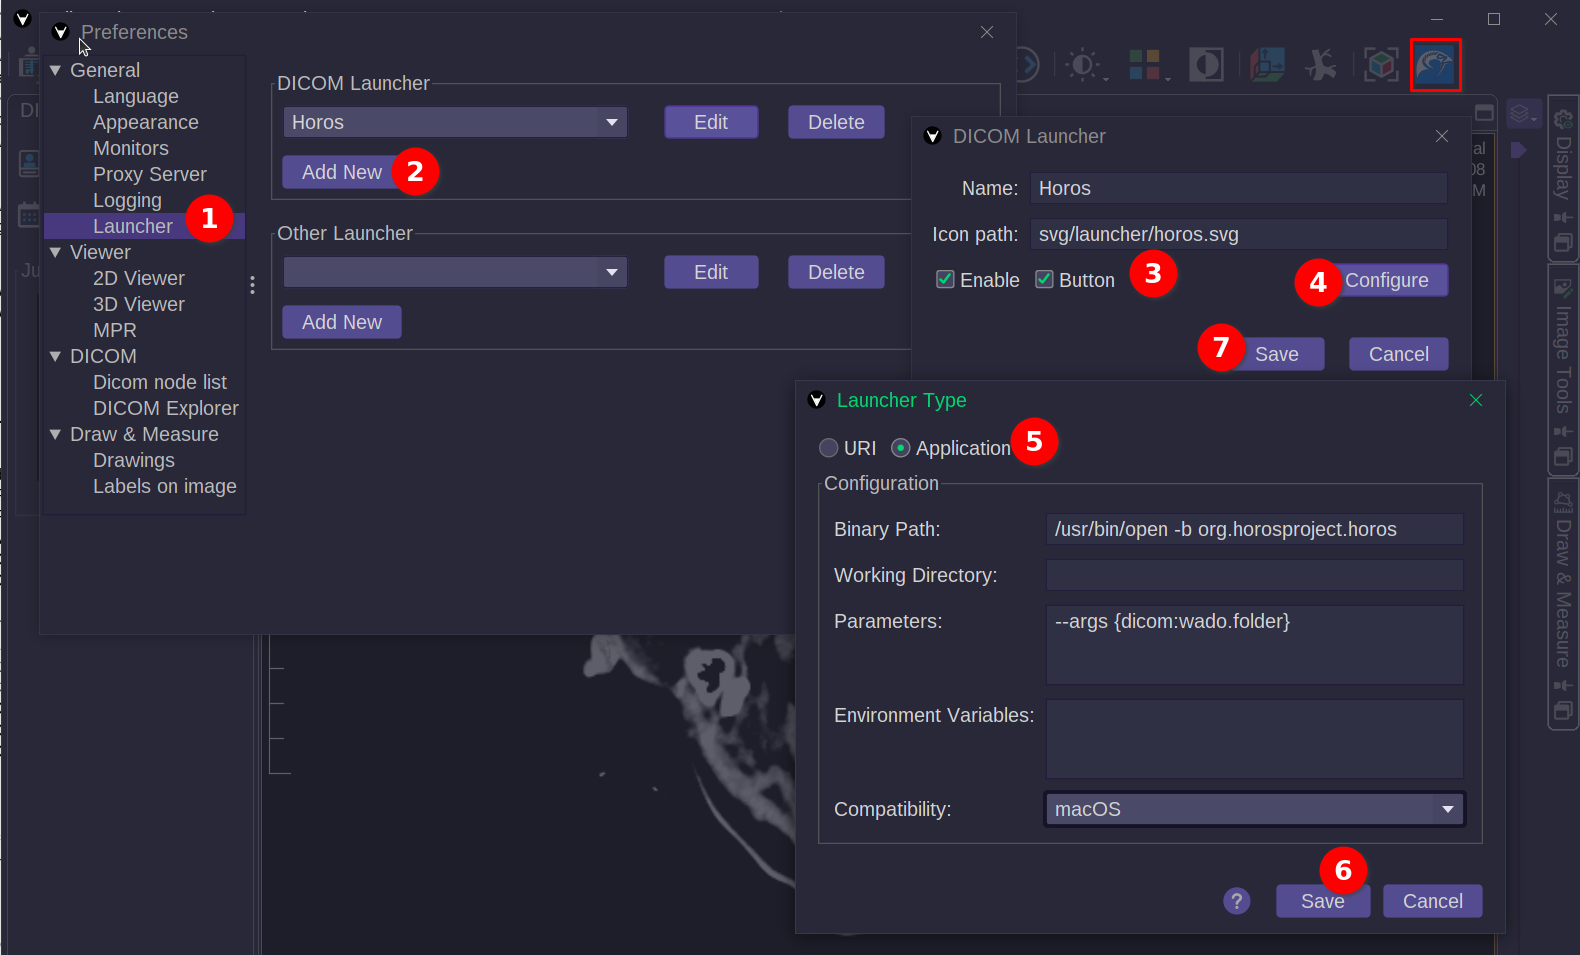 Preferences
General
Language
Appearance
Monitors
Proxy Server
Logging
Launcher
1
Viewer
2D Viewer
3D Viewer
MPR
DICOM
Dicom node list
DICOM Explorer
Draw & Measure
Drawings
Labels on image
DICOM Launcher
Horos
Edit
Delete
Add New
2
Other Launcher
Edit
Delete
Add New
DICOM Launcher
Name:
Horos
Icon path:
svg/launcher/horos.svg
Enable
Button
3
4
Configure
7
Save
Cancel
Launcher Type
URI
Application
5
Configuration
Binary Path:
/usr/bin/open -b org.horosproject.horos
Working Directory:
Parameters:
--args {dicom:wado.folder}
Environment Variables:
Compatibility:
macOS
6
?
Save
Cancel
DI
Ju
al
08
M
Display
Image Tools
Draw & Measure